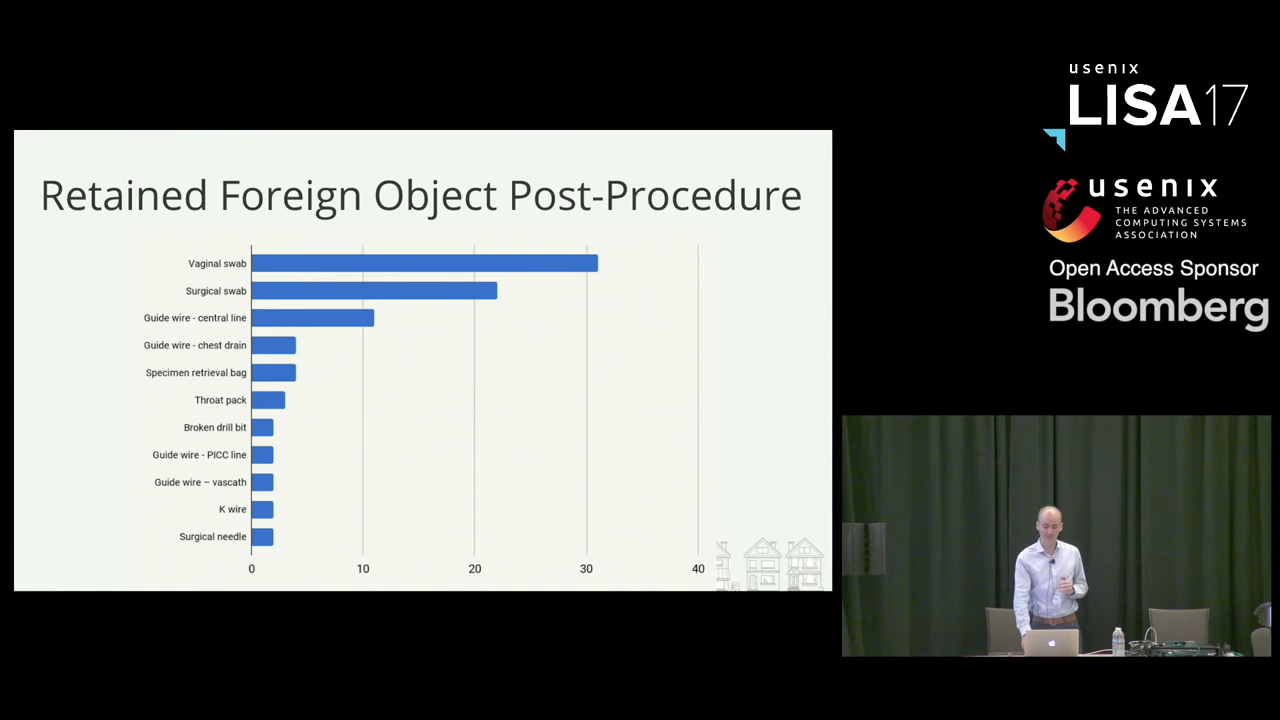 Retained Foreign Object Post-Procedure
Vaginal swab
Surgical swab
Guide wire - central line
Guide wire - chest drain
Specimen retrieval bag
Throat pack
Broken drill bit
Guide wire - PICC line
Guide wire – vascath
K wire
Surgical needle
0 10 20 30 40
usenix
LISA17
usenix
THE ADVANCED
COMPUTING SYSTEMS
ASSOCIATION
Open Access Sponsor
Bloomberg